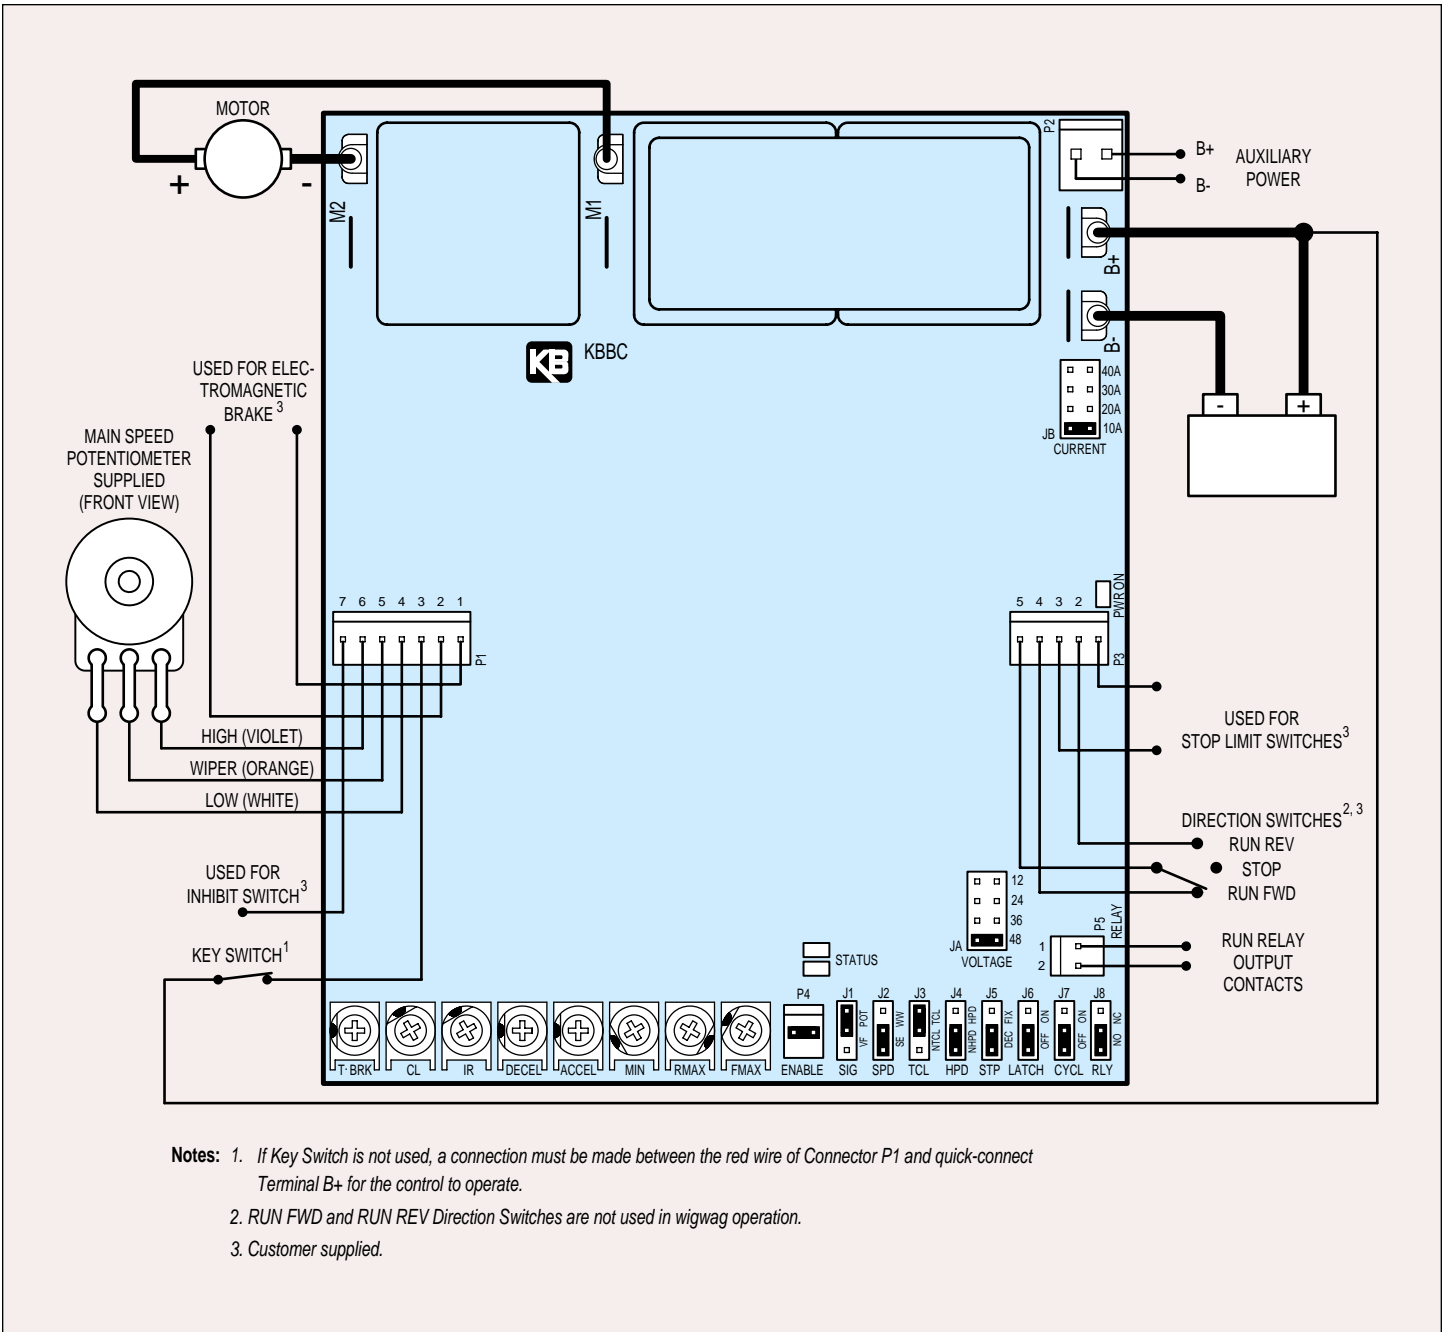 MOTOR
+
-
M2
M1
P2
B+
B-
AUXILIARY
POWER
B+
B-
KB
KBBC
40A
30A
20A
10A
JB
CURRENT
-
+
USED FOR ELEC-
TROMAGNETIC
BRAKE 3
MAIN SPEED
POTENTIOMETER
SUPPLIED
(FRONT VIEW)
7 6 5 4 3 2 1
P1
5 4 3 2
PWR ON
P3
HIGH (VIOLET)
WIPER (ORANGE)
LOW (WHITE)
USED FOR
STOP LIMIT SWITCHES3
DIRECTION SWITCHES2, 3
RUN REV
STOP
RUN FWD
USED FOR
INHIBIT SWITCH3
KEY SWITCH1
12
24
36
48
JA
VOLTAGE
STATUS
P5
RELAY
1
2
RUN RELAY
OUTPUT
CONTACTS
P4
J1 J2 J3 J4 J5 J6 J7 J8
VF POT
SE WW
NTCL TCL
NHPD HPD
DEC FIX
OFF ON
OFF ON
NO NC
T· BRK CL IR DECEL ACCEL MIN RMAX FMAX ENABLE SIG SPD TCL HPD STP LATCH CYCL RLY
Notes: 1. If Key Switch is not used, a connection must be made between the red wire of Connector P1 and quick-connect
Terminal B+ for the control to operate.
2. RUN FWD and RUN REV Direction Switches are not used in wigwag operation.
3. Customer supplied.